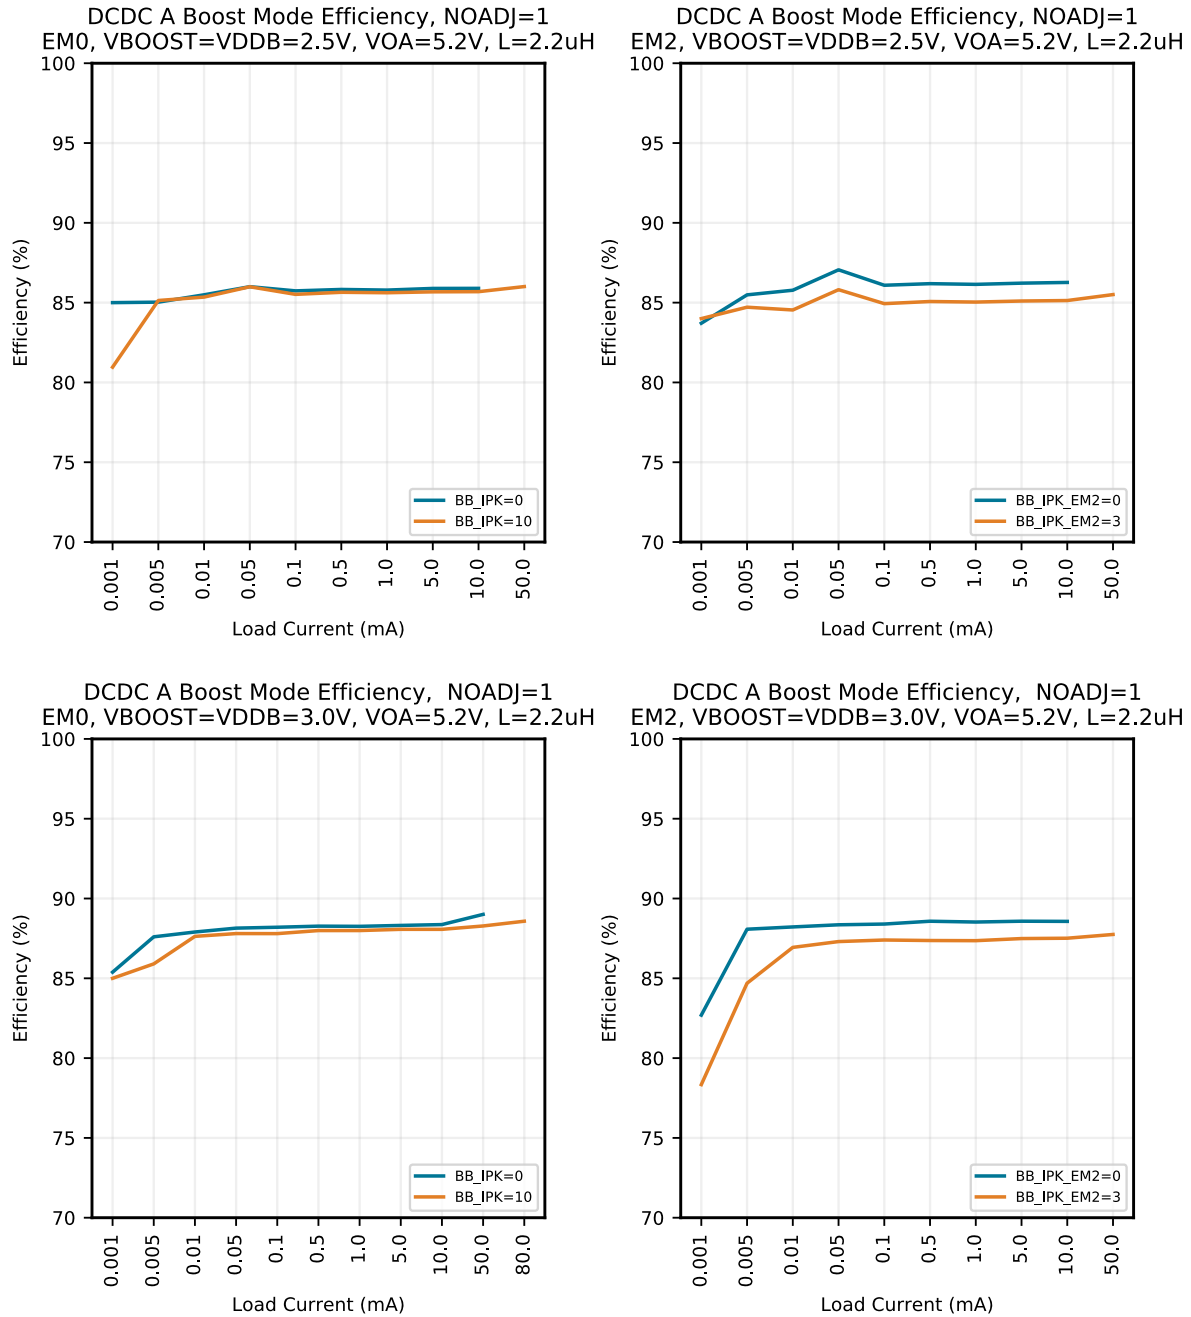 DCDC A Boost Mode Efficiency, NOADJ=1
EM0, VBOOST=VDDB=2.5V, VOA=5.2V, L=2.2uH
100
95
90
85
80
75
70
Efficiency (%)
BB_IPK=0
BB_IPK=10
0.001
0.005
0.01
0.05
0.1
0.5
1.0
5.0
10.0
50.0
Load Current (mA)
DCDC A Boost Mode Efficiency, NOADJ=1
EM2, VBOOST=VDDB=2.5V, VOA=5.2V, L=2.2uH
100
95
90
85
80
75
70
Efficiency (%)
BB_IPK_EM2=0
BB_IPK_EM2=3
0.001
0.005
0.01
0.05
0.1
0.5
1.0
5.0
10.0
50.0
Load Current (mA)
DCDC A Boost Mode Efficiency,  NOADJ=1
EM0, VBOOST=VDDB=3.0V, VOA=5.2V, L=2.2uH
100
95
90
85
80
75
70
Efficiency (%)
BB_IPK=0
BB_IPK=10
0.001
0.005
0.01
0.05
0.1
0.5
1.0
5.0
10.0
50.0
80.0
Load Current (mA)
DCDC A Boost Mode Efficiency,  NOADJ=1
EM2, VBOOST=VDDB=3.0V, VOA=5.2V, L=2.2uH
100
95
90
85
80
75
70
Efficiency (%)
BB_IPK_EM2=0
BB_IPK_EM2=3
0.001
0.005
0.01
0.05
0.1
0.5
1.0
5.0
10.0
50.0
Load Current (mA)